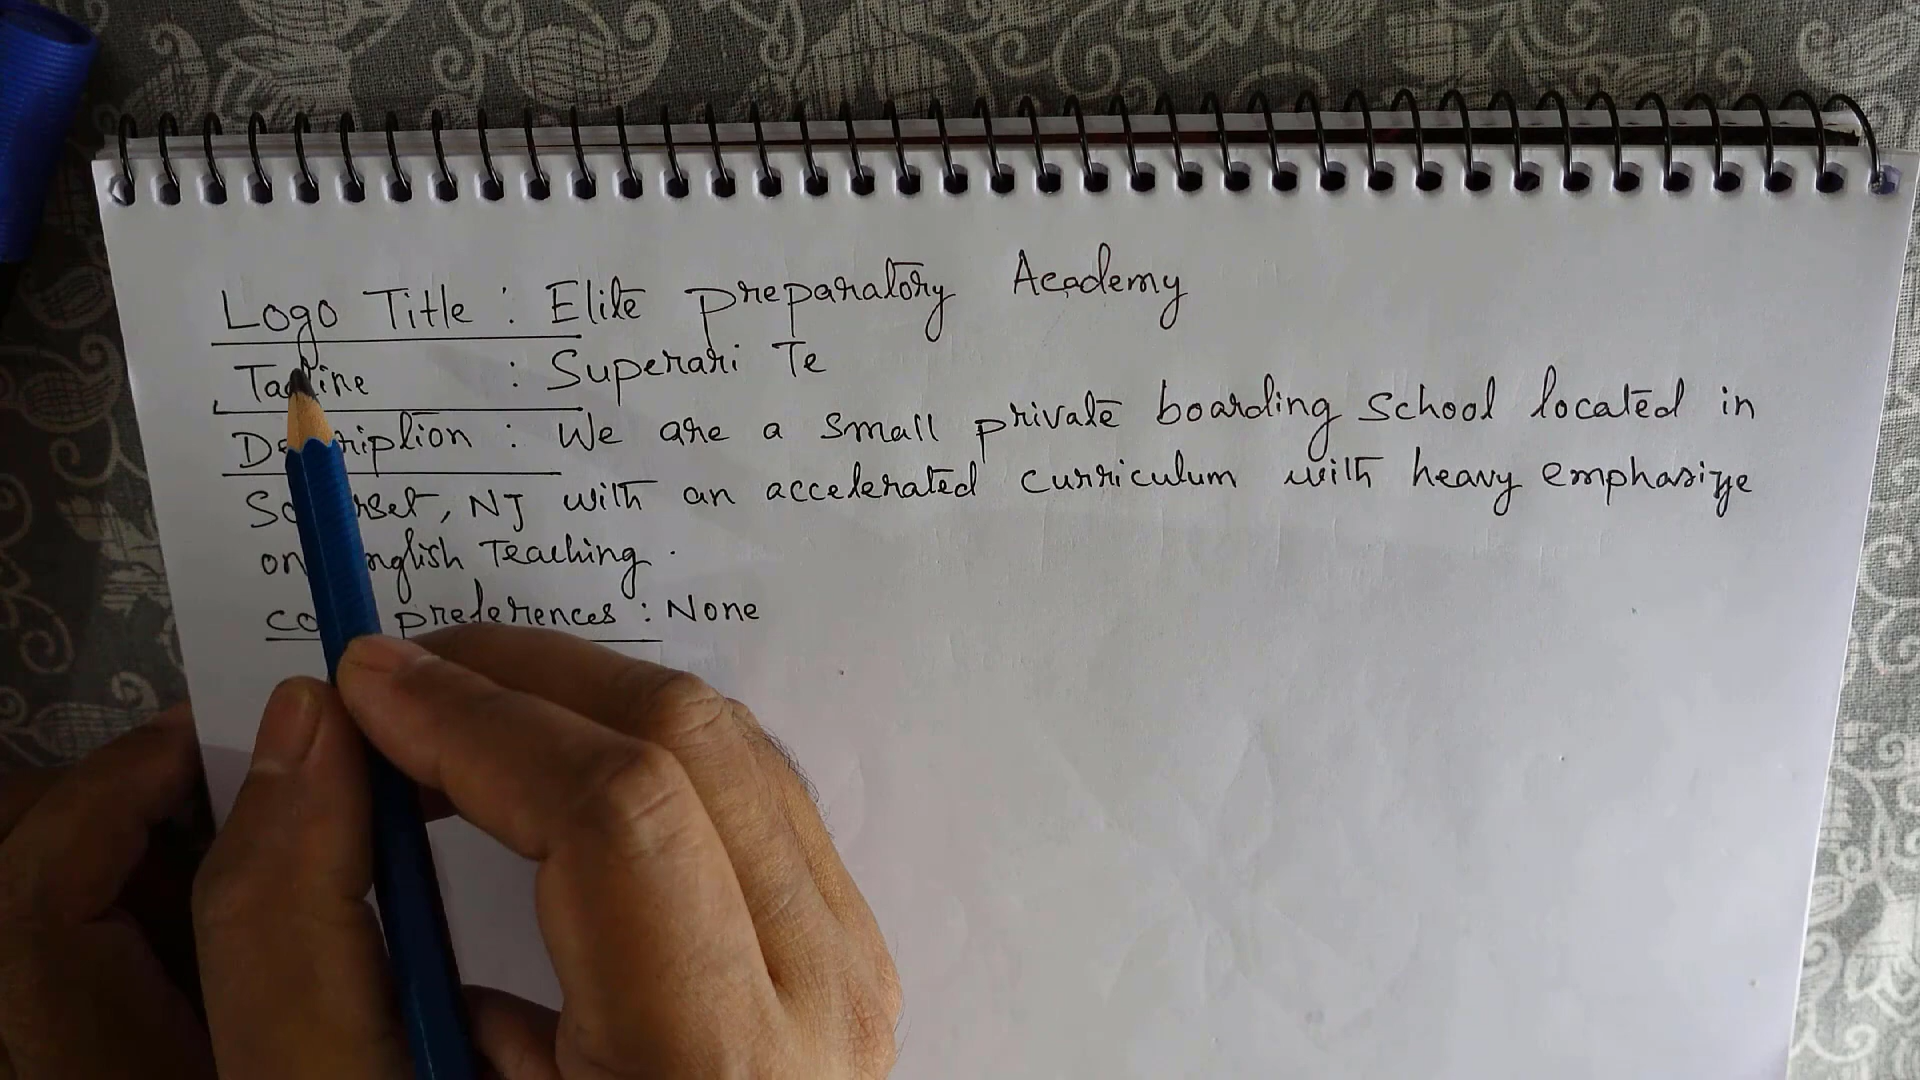 Logo Title : Elite preparatory Academy
: Superari Te
: We are a small private boarding school located in
NJ with an accelerated curriculum with heavy emphasize
on Teaching.
preferences : None